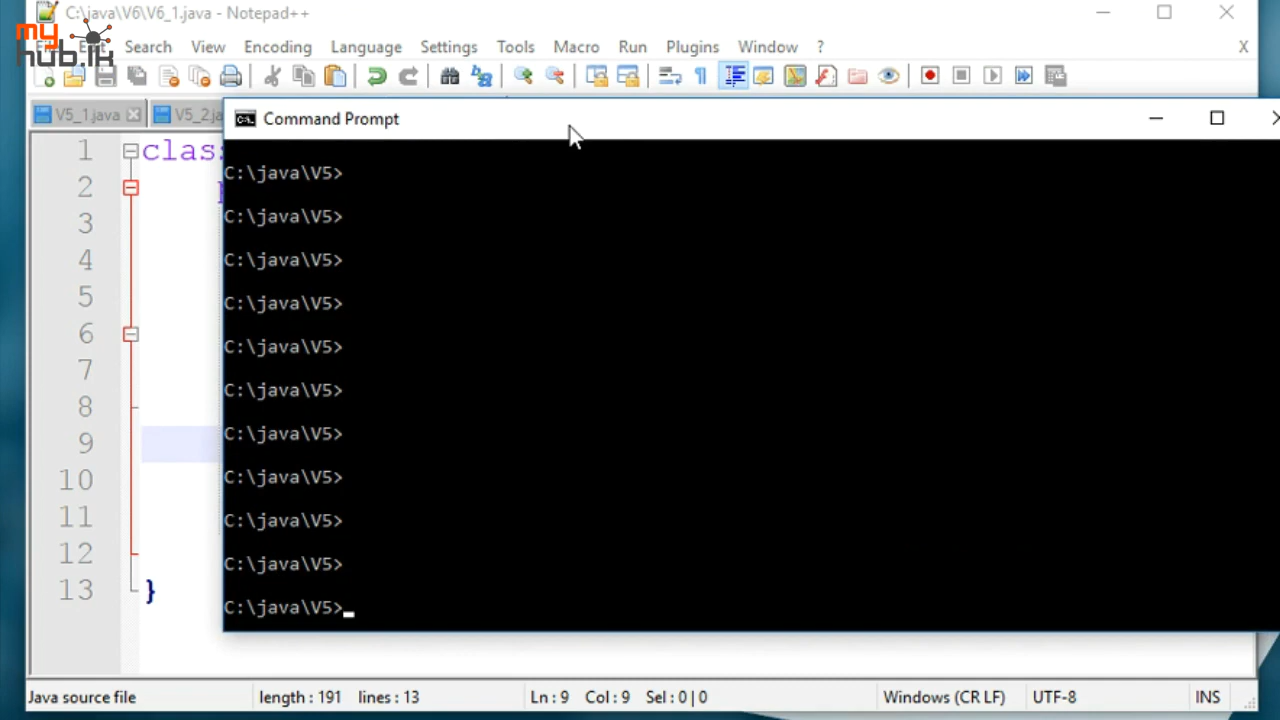 C:\java\V6\V6_1.java - Notepad++
my
hub.lk
Search View Encoding Language Settings Tools Macro Run Plugins Window ? X
V5_1.java V5_2.ja
Command Prompt
1 clas
2
3
4
5
6
7
8
9
10
11
12
13 }
C:\java\V5>
C:\java\V5>
C:\java\V5>
C:\java\V5>
C:\java\V5>
C:\java\V5>
C:\java\V5>
C:\java\V5>
C:\java\V5>
C:\java\V5>
C:\java\V5>
Java source file length : 191 lines : 13 Ln : 9 Col : 9 Sel : 0 | 0 Windows (CR LF) UTF-8 INS